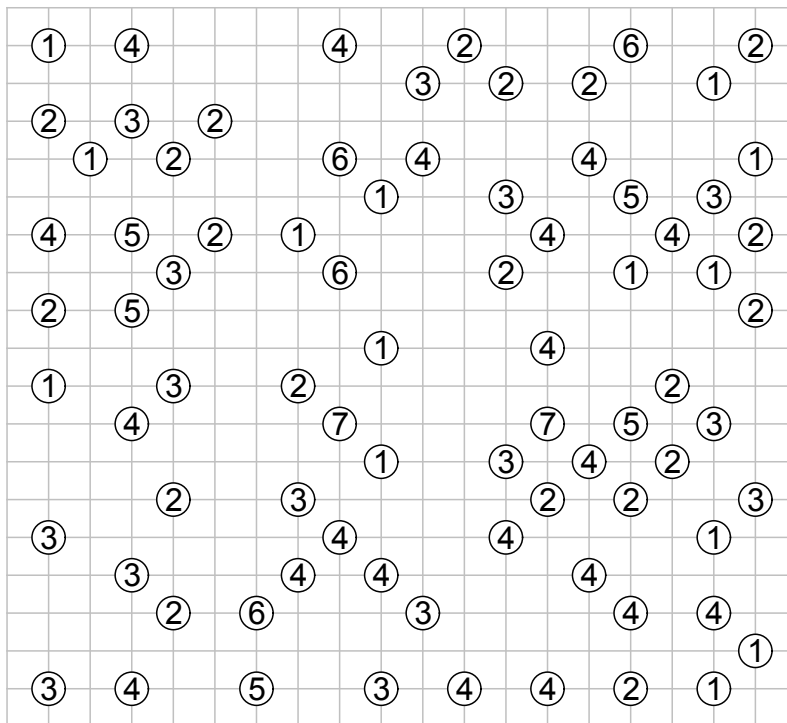 1 4 4 2 6 2
3 2 2 1
2 3 2
1 2 6 4 4 1
1 3 5 3
4 5 2 1 4 4 2
3 6 2 1 1
2 5 2
1 4
1 3 2 2
4 7 7 5 3
1 3 4 2
2 3 2 2 3
3 4 4 1
3 4 4 4
2 6 3 4 4
1
3 4 5 3 4 4 2 1